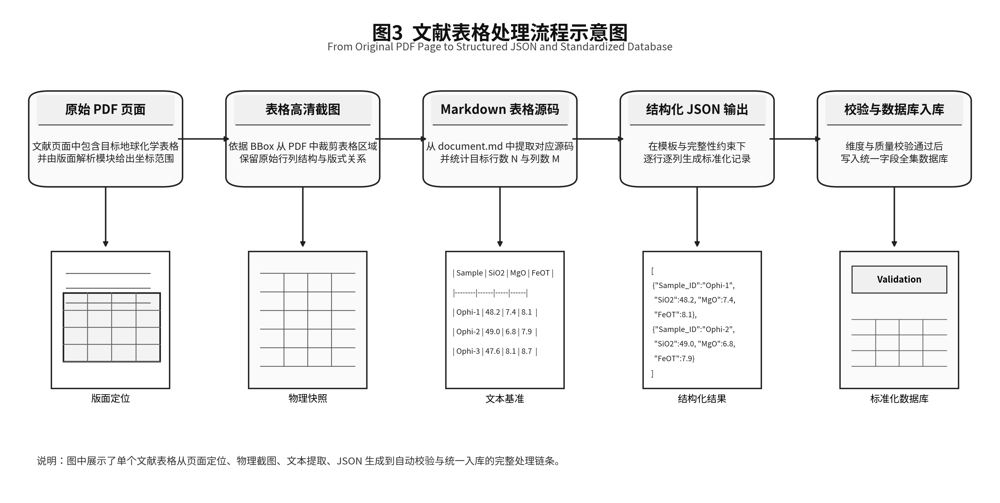 图3 文献表格处理流程示意图
From Original PDF Page to Structured JSON and Standardized Database
原始 PDF 页面
文献页面中包含目标地球化学表格
并由版面解析模块给出坐标范围
表格高清截图
依据 BBox 从 PDF 中裁剪表格区域
保留原始行列结构与版式关系
Markdown 表格源码
从 document.md 中提取对应源码
并统计目标行数 N 与列数 M
结构化 JSON 输出
在模板与完整性约束下
逐行逐列生成标准化记录
校验与数据库入库
维度与质量校验通过后
写入统一字段全集数据库
版面定位
物理快照
| Sample | SiO2 | MgO | FeOT |
|--------|------|-----|------|
| Ophi-1 | 48.2 | 7.4 | 8.1 |
| Ophi-2 | 49.0 | 6.8 | 7.9 |
| Ophi-3 | 47.6 | 8.1 | 8.7 |
文本基准
[
{"Sample_ID":"Ophi-1",
"SiO2":48.2, "MgO":7.4,
"FeOT":8.1},
{"Sample_ID":"Ophi-2",
"SiO2":49.0, "MgO":6.8,
"FeOT":7.9}
]
结构化结果
Validation
标准化数据库
说明：图中展示了单个文献表格从页面定位、物理截图、文本提取、JSON 生成到自动校验与统一入库的完整处理链条。